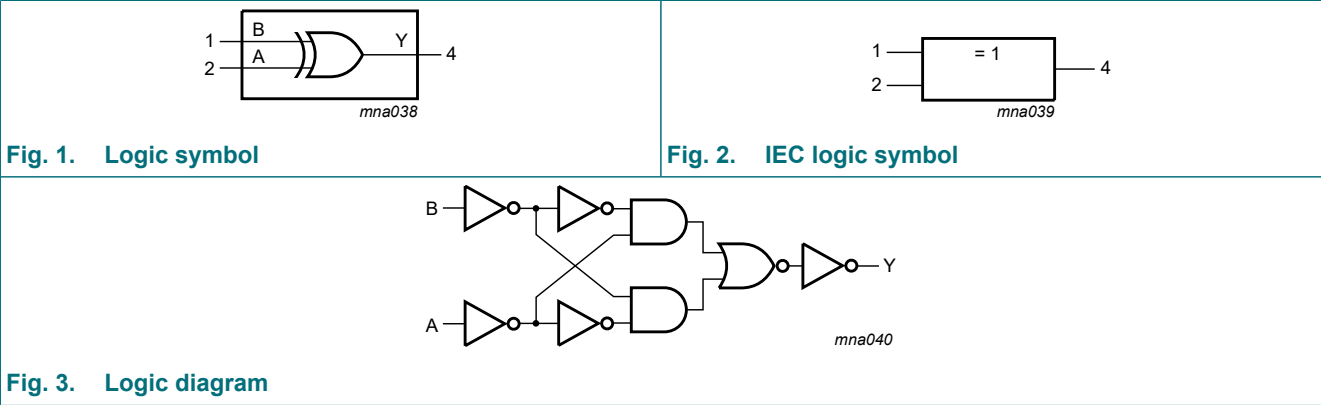 B
1
A
2
Y
4
mna038
Fig. 1. Logic symbol
1
2
= 1
4
mna039
Fig. 2. IEC logic symbol
B
A
Y
mna040
Fig. 3. Logic diagram